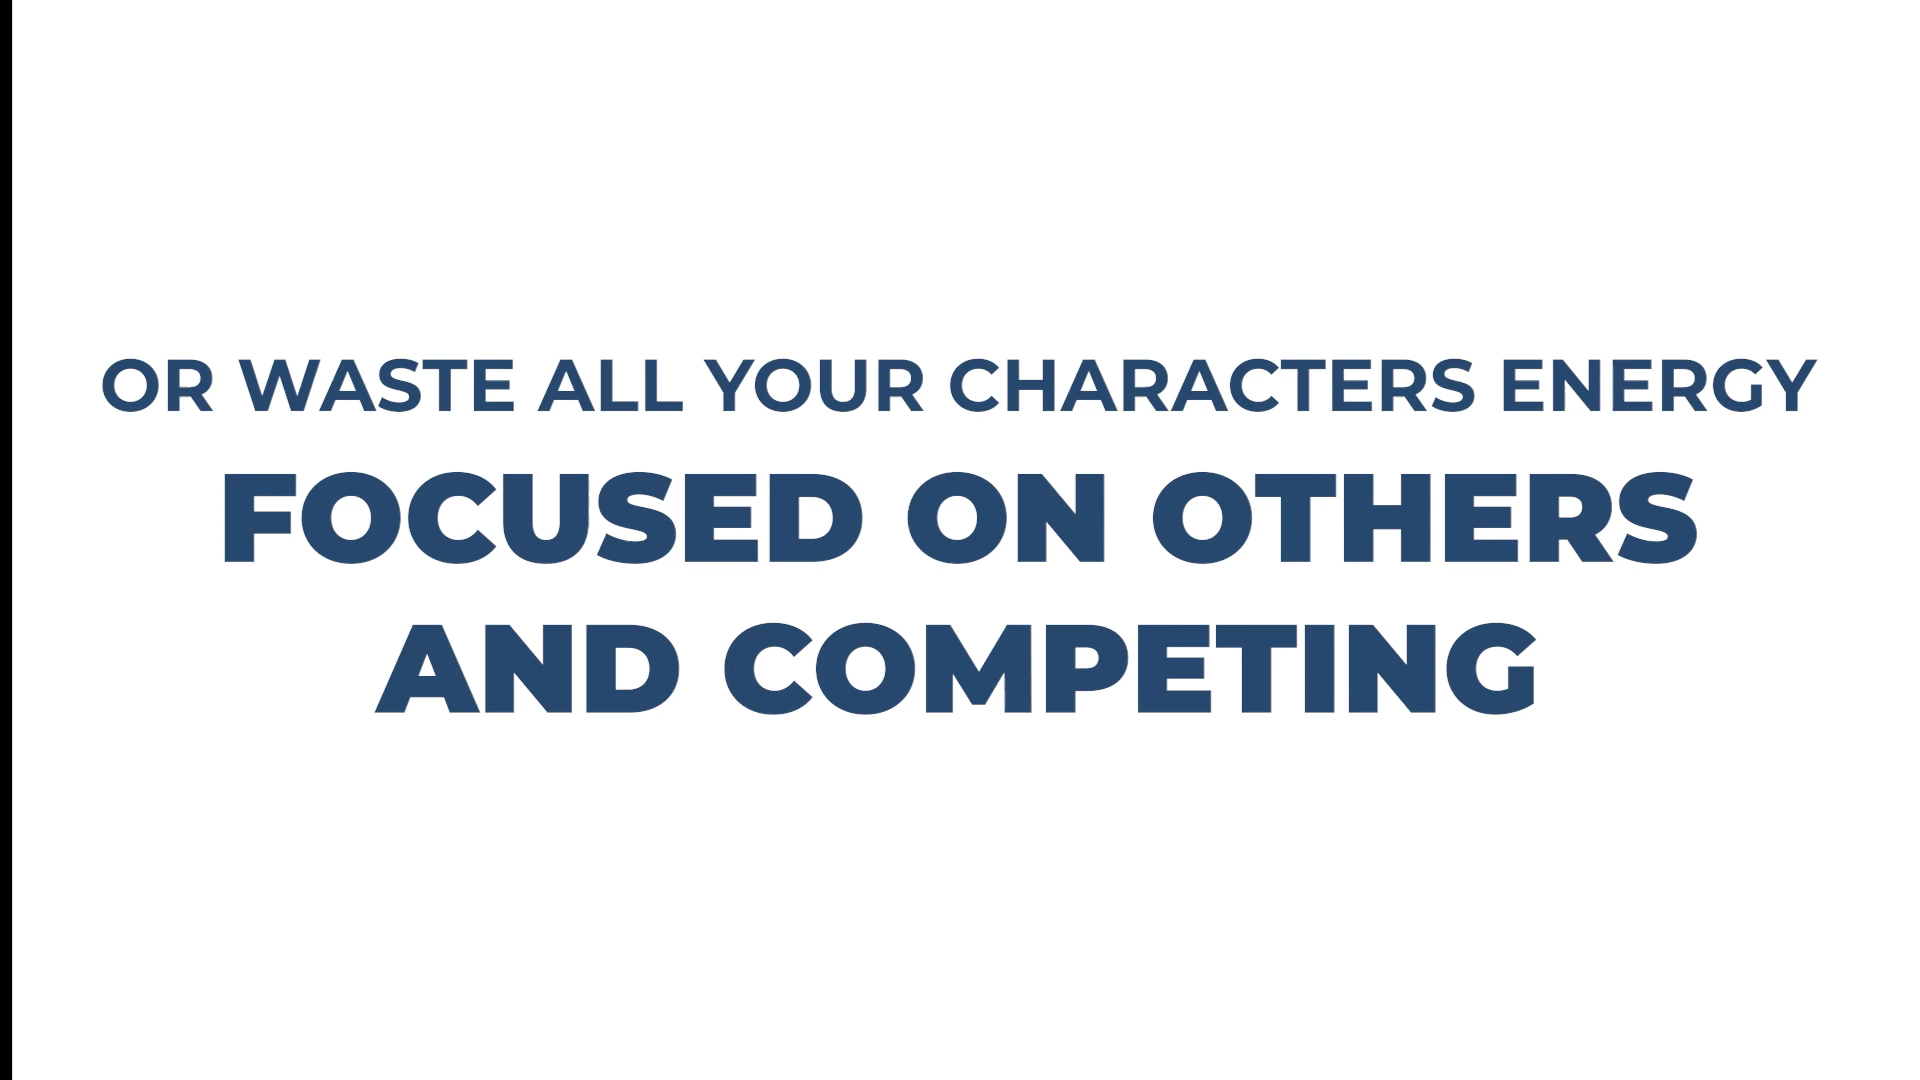 OR WASTE ALL YOUR CHARACTERS ENERGY
FOCUSED ON OTHERS
AND COMPETING